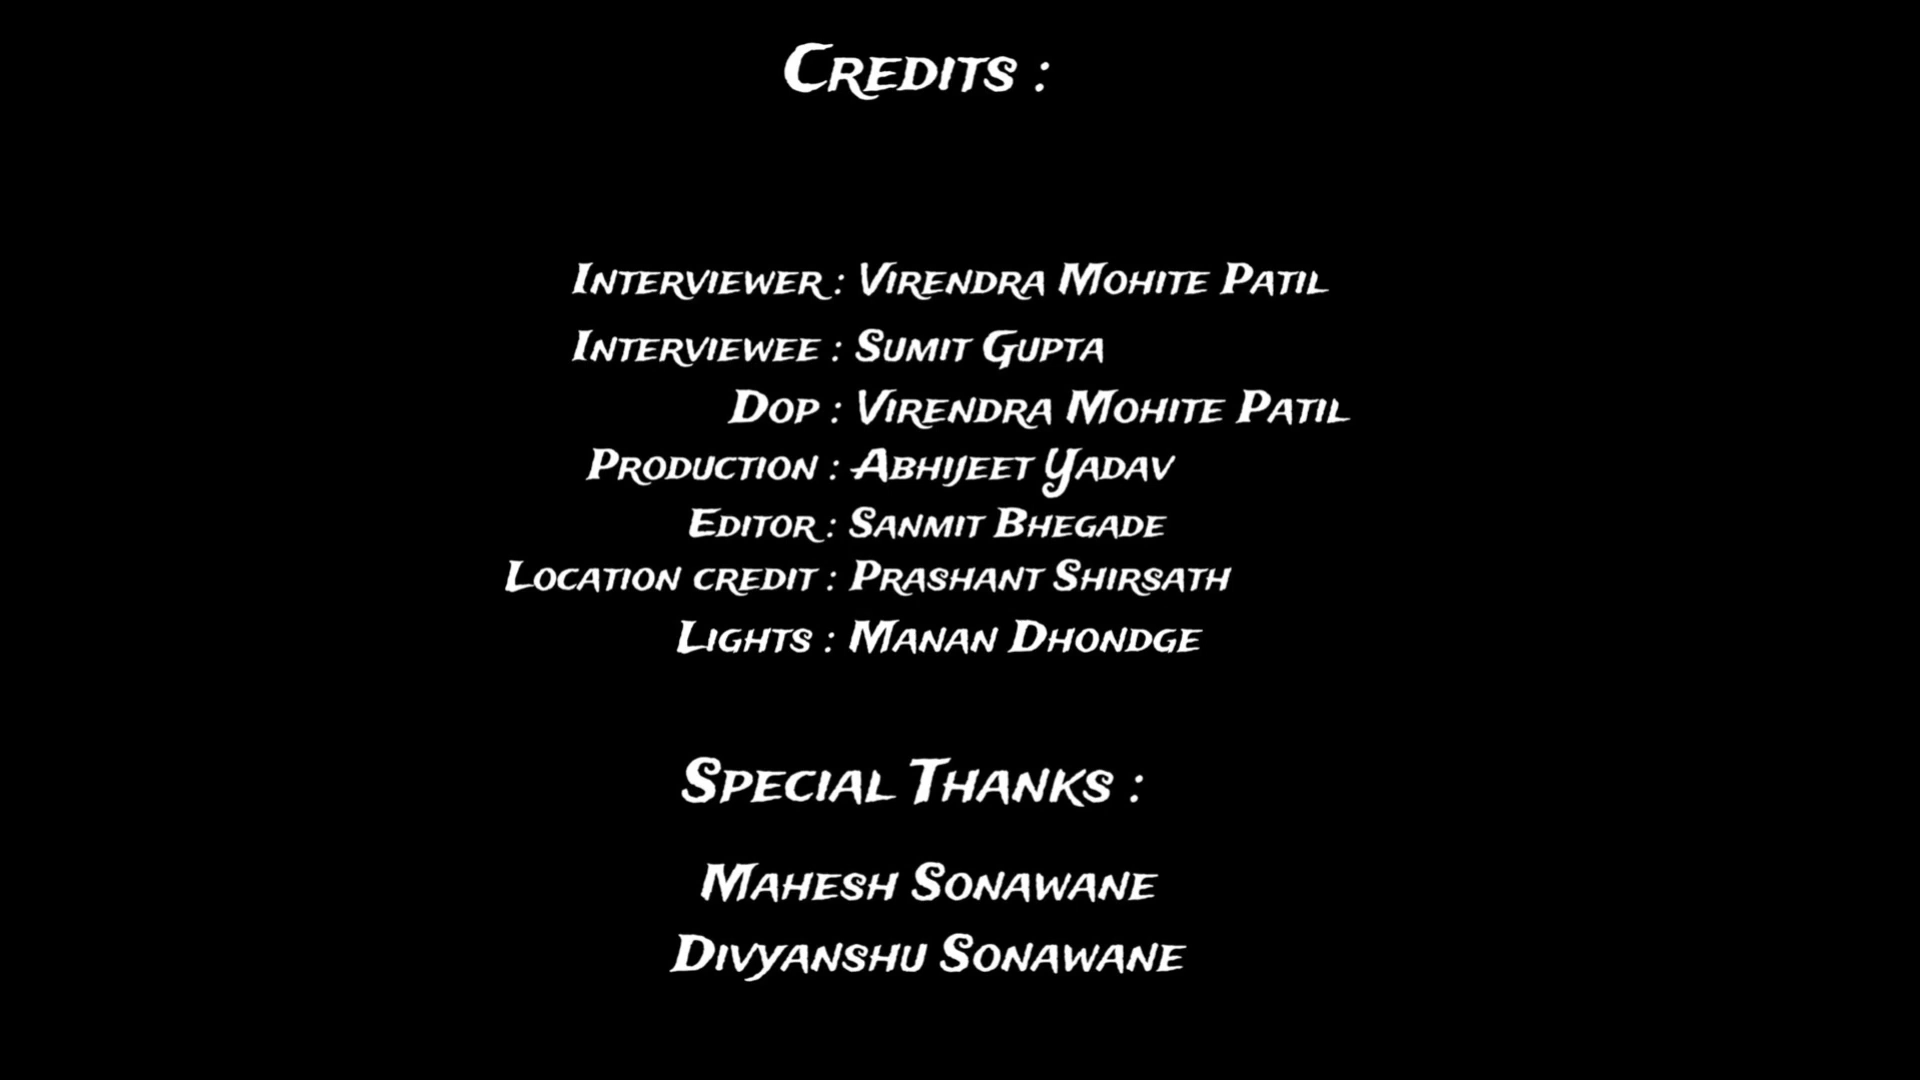 Credits :
Interviewer : Virendra Mohite Patil
Interviewee : Sumit Gupta
Dop : Virendra Mohite Patil
Production : Abhijeet Yadav
Editor : Sanmit Bhegade
Location credit : Prashant Shirsath
Lights : Manan Dhondge
Special Thanks :
Mahesh Sonawane
Divyanshu Sonawane